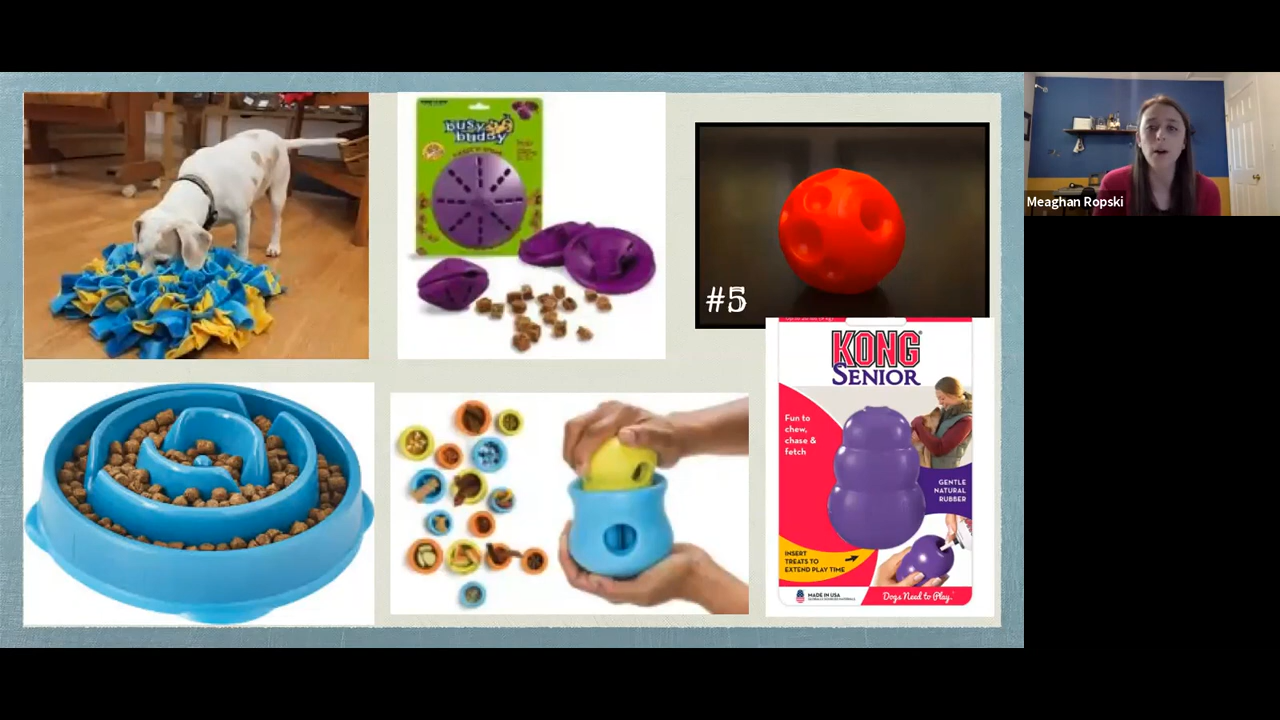 busy
buddy
#5
KONG
SENIOR
Fun to
chew,
chase &
fetch
GENTLE
NATURAL
RUBBER
INSERT
TREATS TO
EXTEND PLAY TIME
MADE IN USA
Dogs Need to Play.
Meaghan Ropski